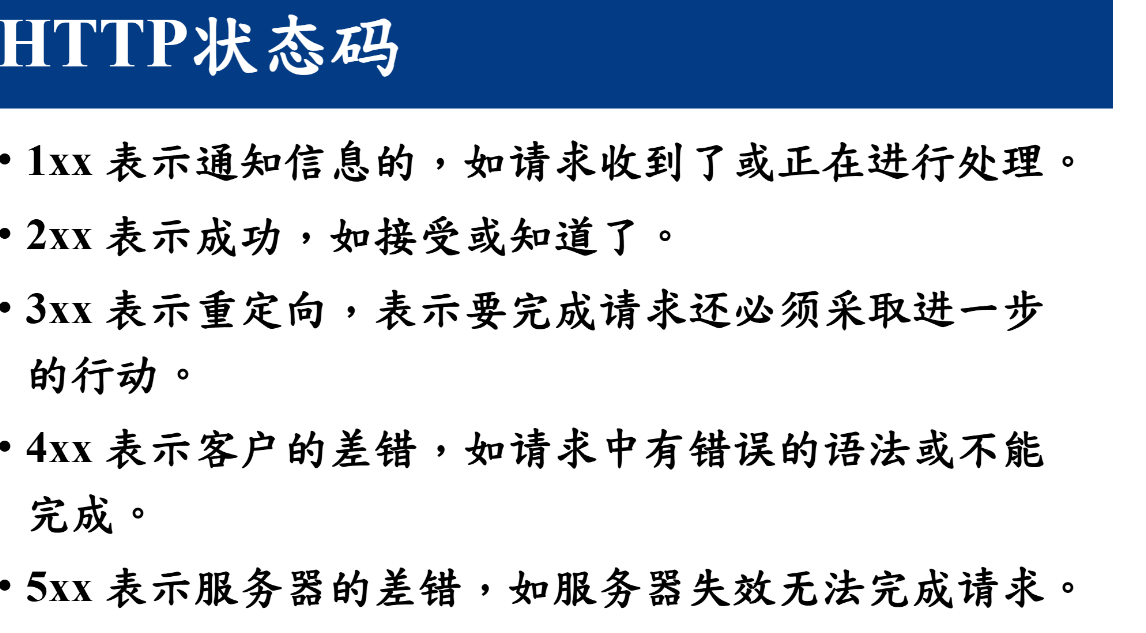 HTTP状态码
• 1xx 表示通知信息的，如请求收到了或正在进行处理。
• 2xx 表示成功，如接受或知道了。
• 3xx 表示重定向，表示要完成请求还必须采取进一步
的行动。
• 4xx 表示客户的差错，如请求中有错误的语法或不能
完成。
• 5xx 表示服务器的差错，如服务器失效无法完成请求。